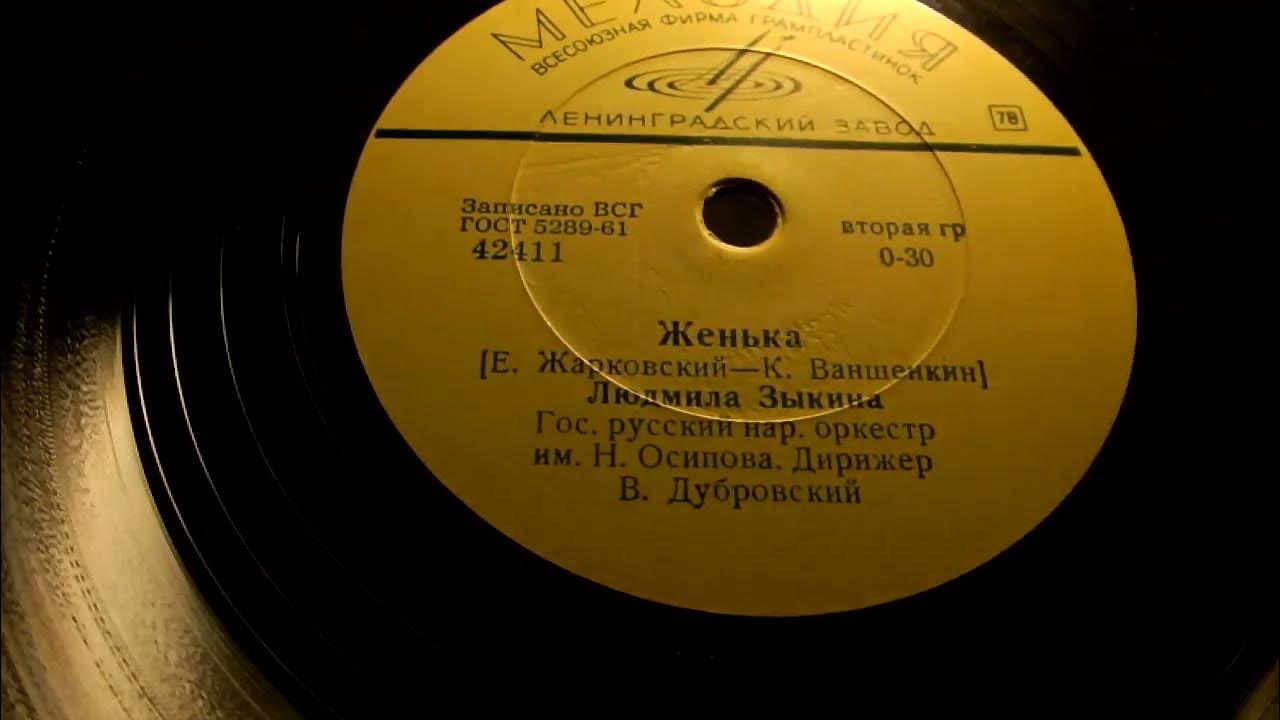 МЕЛОДИЯ
ВСЕСОЮЗНАЯ ФИРМА ГРАМПЛАСТИНОК
ЛЕНИНГРАДСКИЙ ЗАВОД
78
Записано ВСГ
ГОСТ 5289-61
42411
вторая гр
0-30
Женька
[Е. Жарковский—К. Ваншенкин]
Людмила Зыкина
Гос. русский нар. оркестр
им. Н. Осипова. Дирижер
В. Дубровский